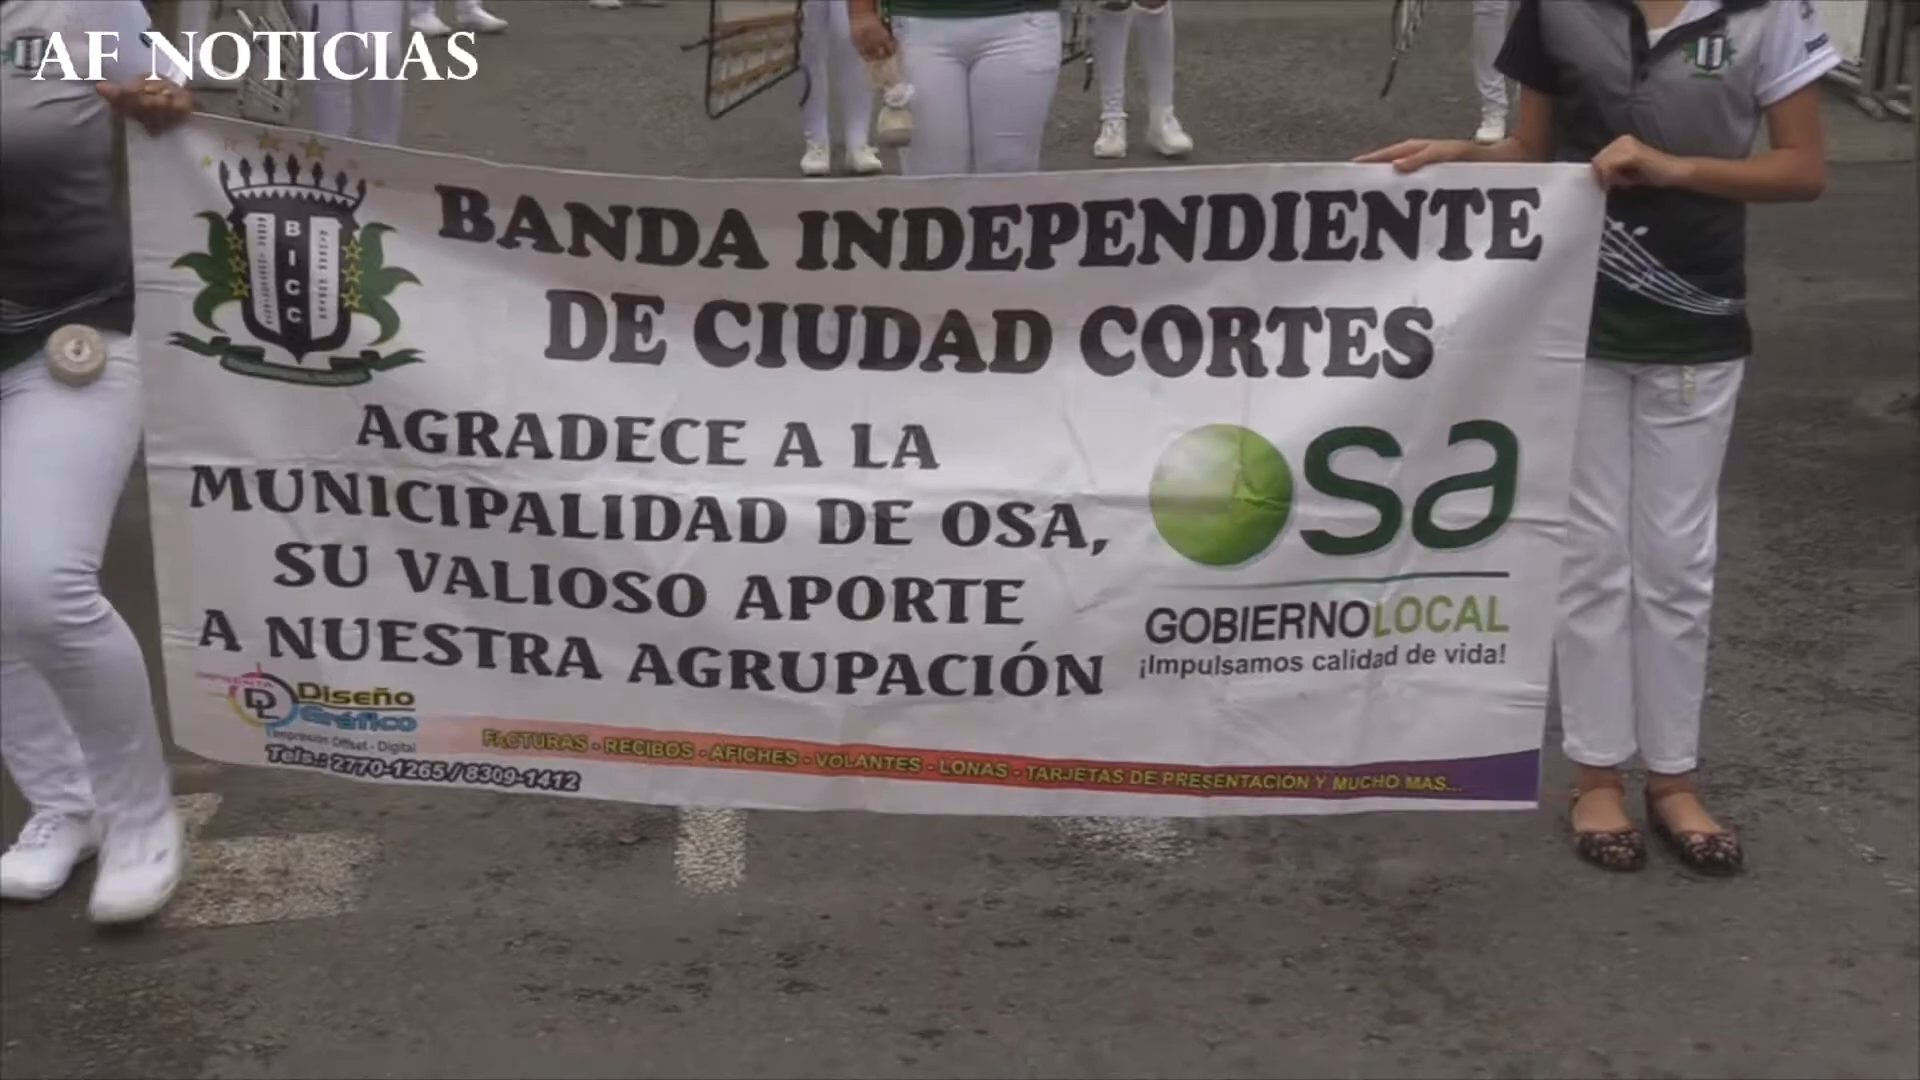 AF NOTICIAS
BICC
BANDA INDEPENDIENTE
DE CIUDAD CORTES
AGRADECE A LA
MUNICIPALIDAD DE OSA,
SU VALIOSO APORTE
A NUESTRA AGRUPACIÓN
osa
GOBIERNOLOCAL
¡Impulsamos calidad de vida!
DL Diseño
Gráfico
Impresion Offset - Digital
Tels.: 2770-1265 / 8309-1412
FACTURAS - RECIBOS - AFICHES - VOLANTES - LONAS - TARJETAS DE PRESENTACIÓN Y MUCHO MAS...